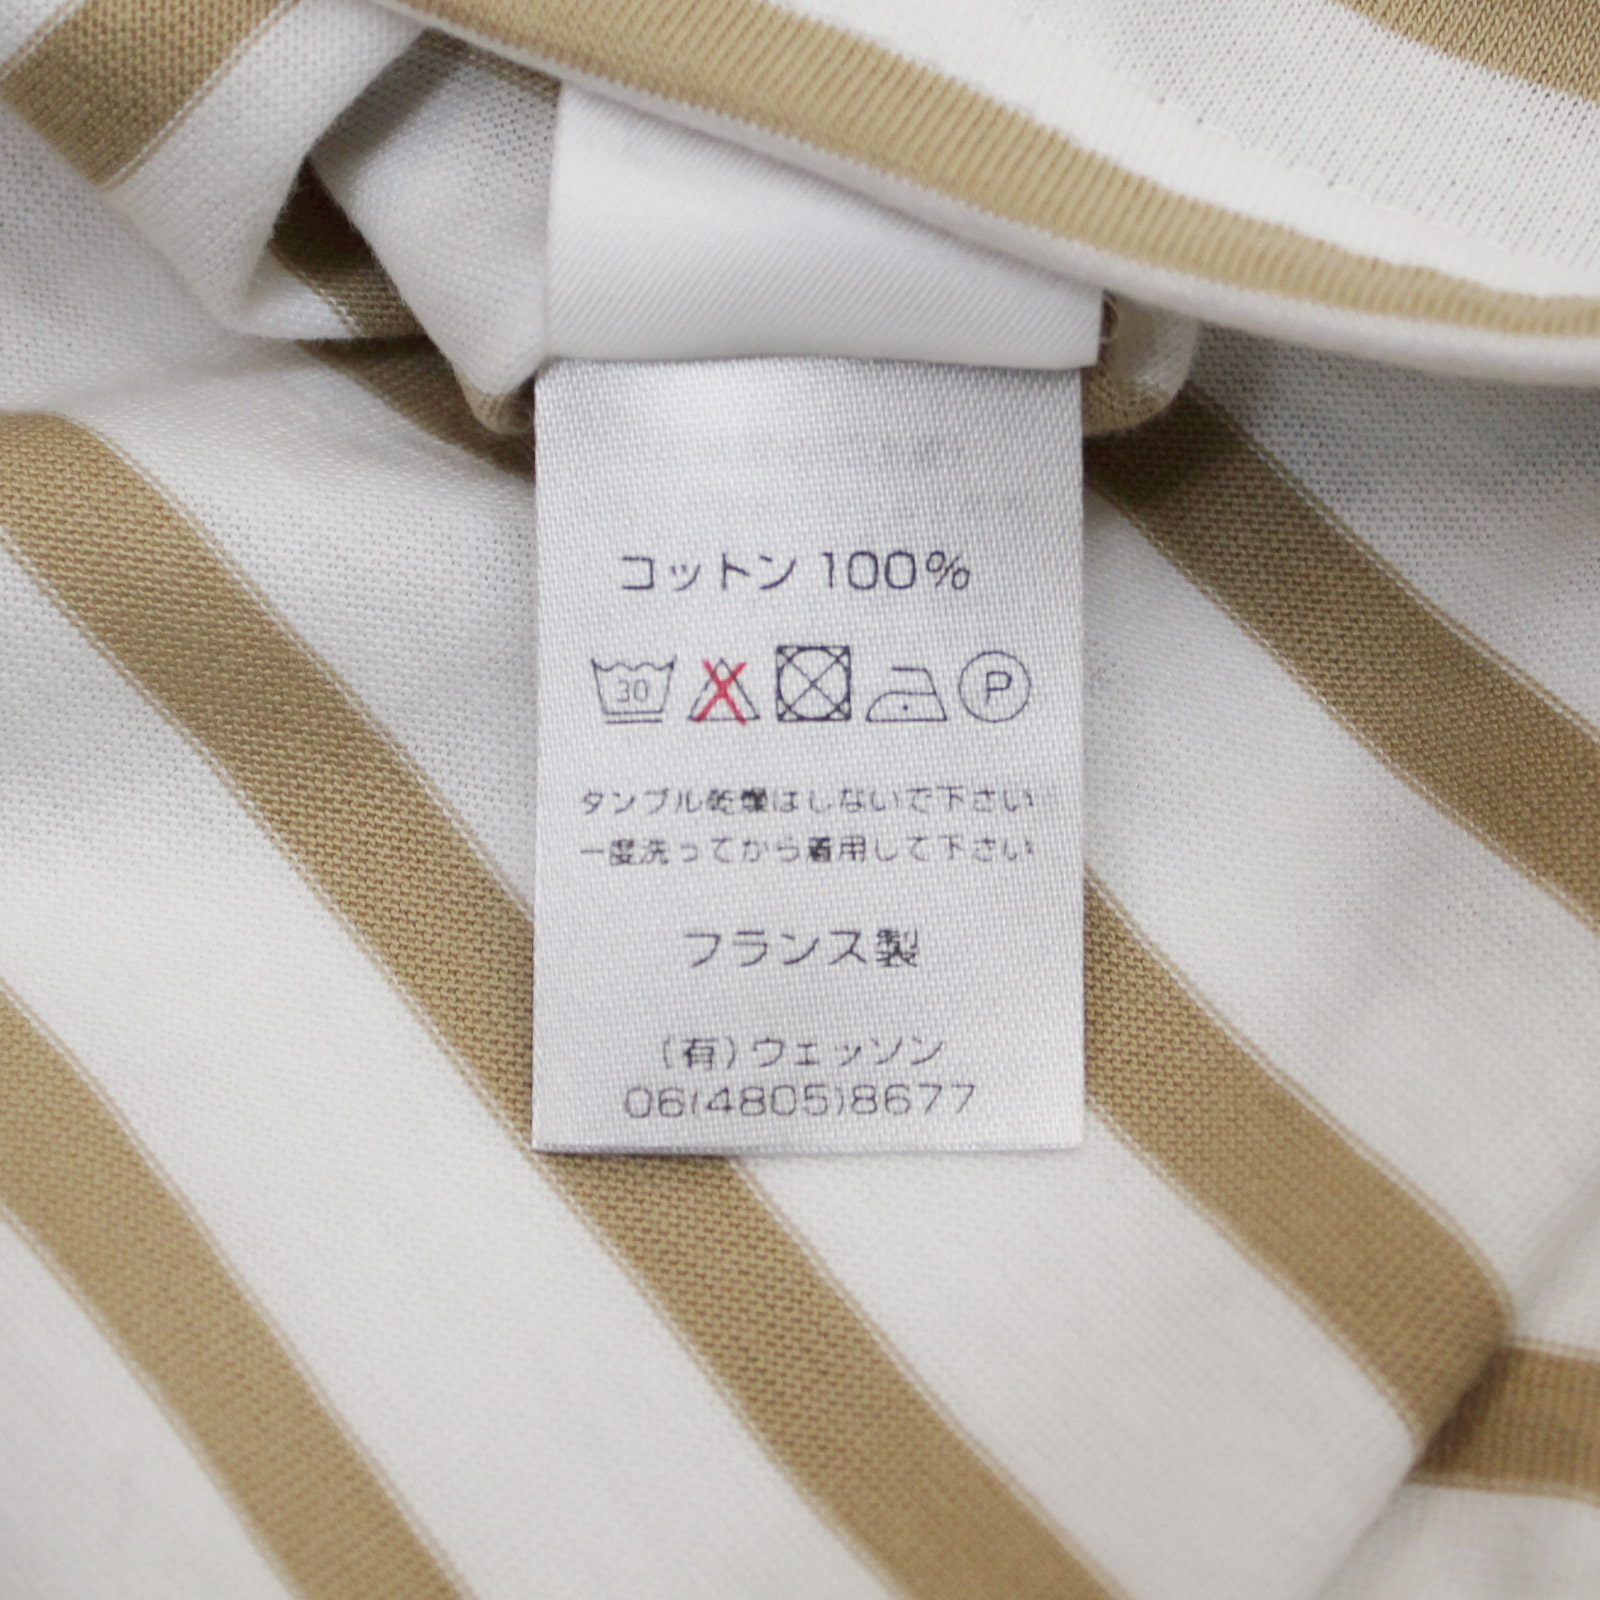 コットン 100%
30 P
タンブル乾燥はしないで下さい
一度洗ってから着用して下さい
フランス製
(有)ウェッソン
06(4805)8677